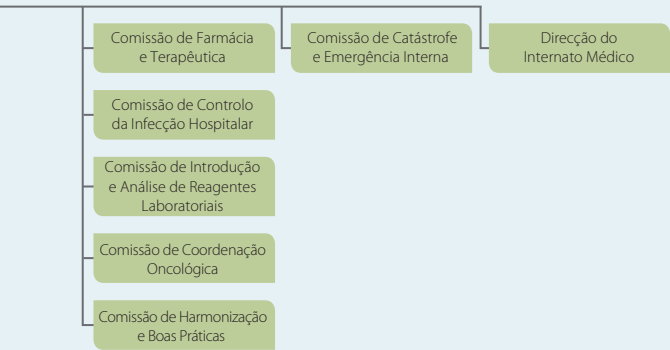 Comissão de Farmácia
e Terapêutica
Comissão de Catástrofe
e Emergência Interna
Direcção do
Internato Médico
Comissão de Controlo
da Infecção Hospitalar
Comissão de Introdução
e Análise de Reagentes
Laboratoriais
Comissão de Coordenação
Oncológica
Comissão de Harmonização
e Boas Práticas